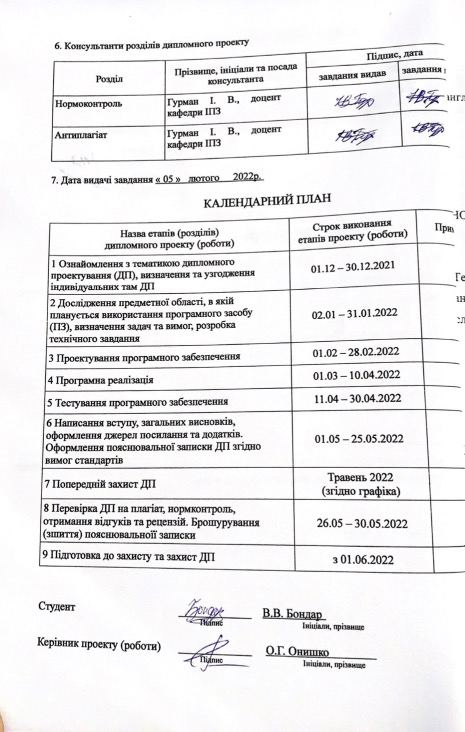 6. Консультанти розділів дипломного проекту
Розділ
Прізвище, ініціали та посада
консультанта
Підпис, дата
завдання видав
завдання
Нормоконтроль
Гурман І. В., доцент
кафедри ІПЗ
Антиплагіат
Гурман І. В., доцент
кафедри ІПЗ
7. Дата видачі завдання « 05 » лютого 2022р.
КАЛЕНДАРНИЙ ПЛАН
Назва етапів (розділів)
дипломного проекту (роботи)
Строк виконання
етапів проекту (роботи)
При
1 Ознайомлення з тематикою дипломного
проектування (ДП), визначення та узгодження
індивідуальних там ДП
01.12 – 30.12.2021
2 Дослідження предметної області, в якій
планується використання програмного засобу
(ПЗ), визначення задач та вимог, розробка
технічного завдання
02.01 – 31.01.2022
3 Проектування програмного забезпечення
01.02 – 28.02.2022
4 Програмна реалізація
01.03 – 10.04.2022
5 Тестування програмного забезпечення
11.04 – 30.04.2022
6 Написання вступу, загальних висновків,
оформлення джерел посилання та додатків.
Оформлення пояснювальної записки ДП згідно
вимог стандартів
01.05 – 25.05.2022
7 Попередній захист ДП
Травень 2022
(згідно графіка)
8 Перевірка ДП на плагіат, нормконтроль,
отримання відгуків та рецензій. Брошурування
(зшиття) пояснювальної записки
26.05 – 30.05.2022
9 Підготовка до захисту та захист ДП
з 01.06.2022
Студент
Бондар
В.В. Бондар
Підпис
Ініціали, прізвище
Керівник проекту (роботи)
О.Г. Онишко
Підпис
Ініціали, прізвище